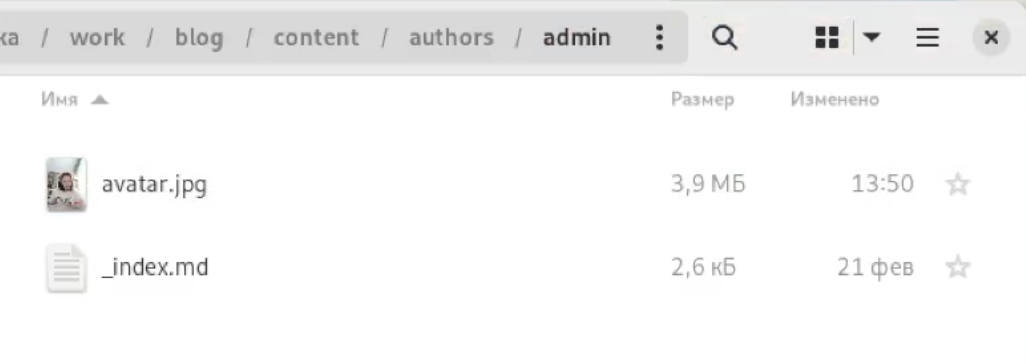 ка / work / blog / content / authors / admin
Имя Размер Изменено
avatar.jpg 3,9 МБ 13:50
_index.md 2,6 кБ 21 фев